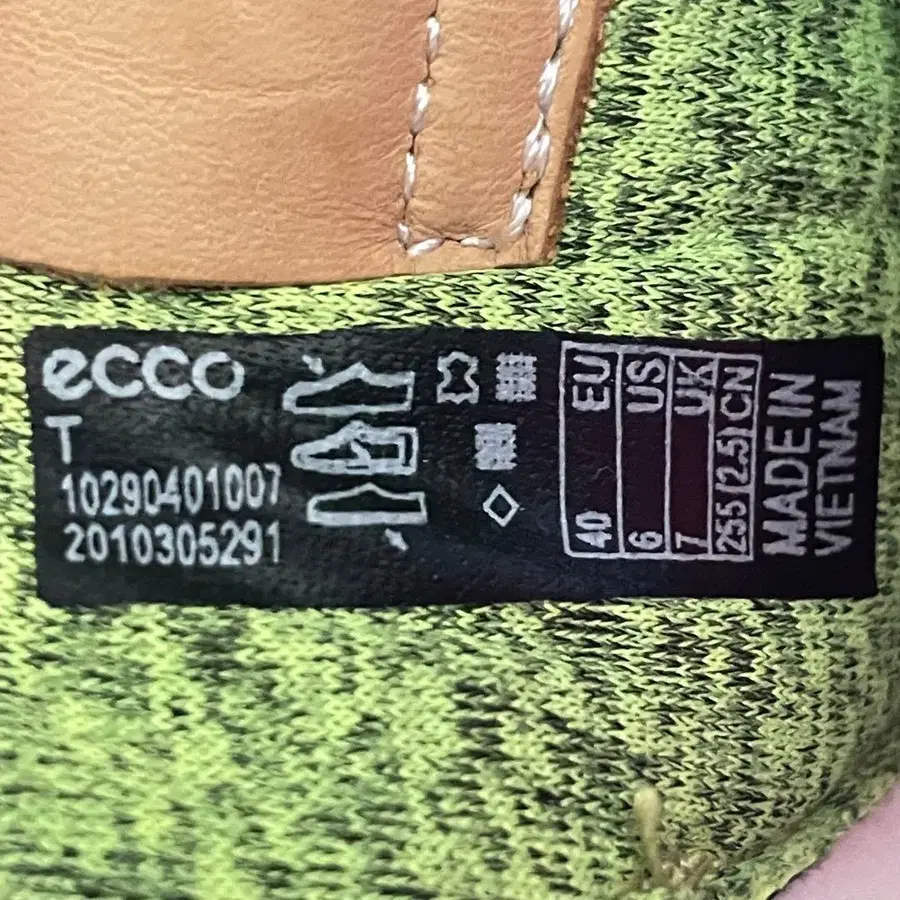 ecco
T
10290401007
2010305291
EU 40
US 6
UK 7
CN 255 (2.5)
MADE IN
VIETNAM